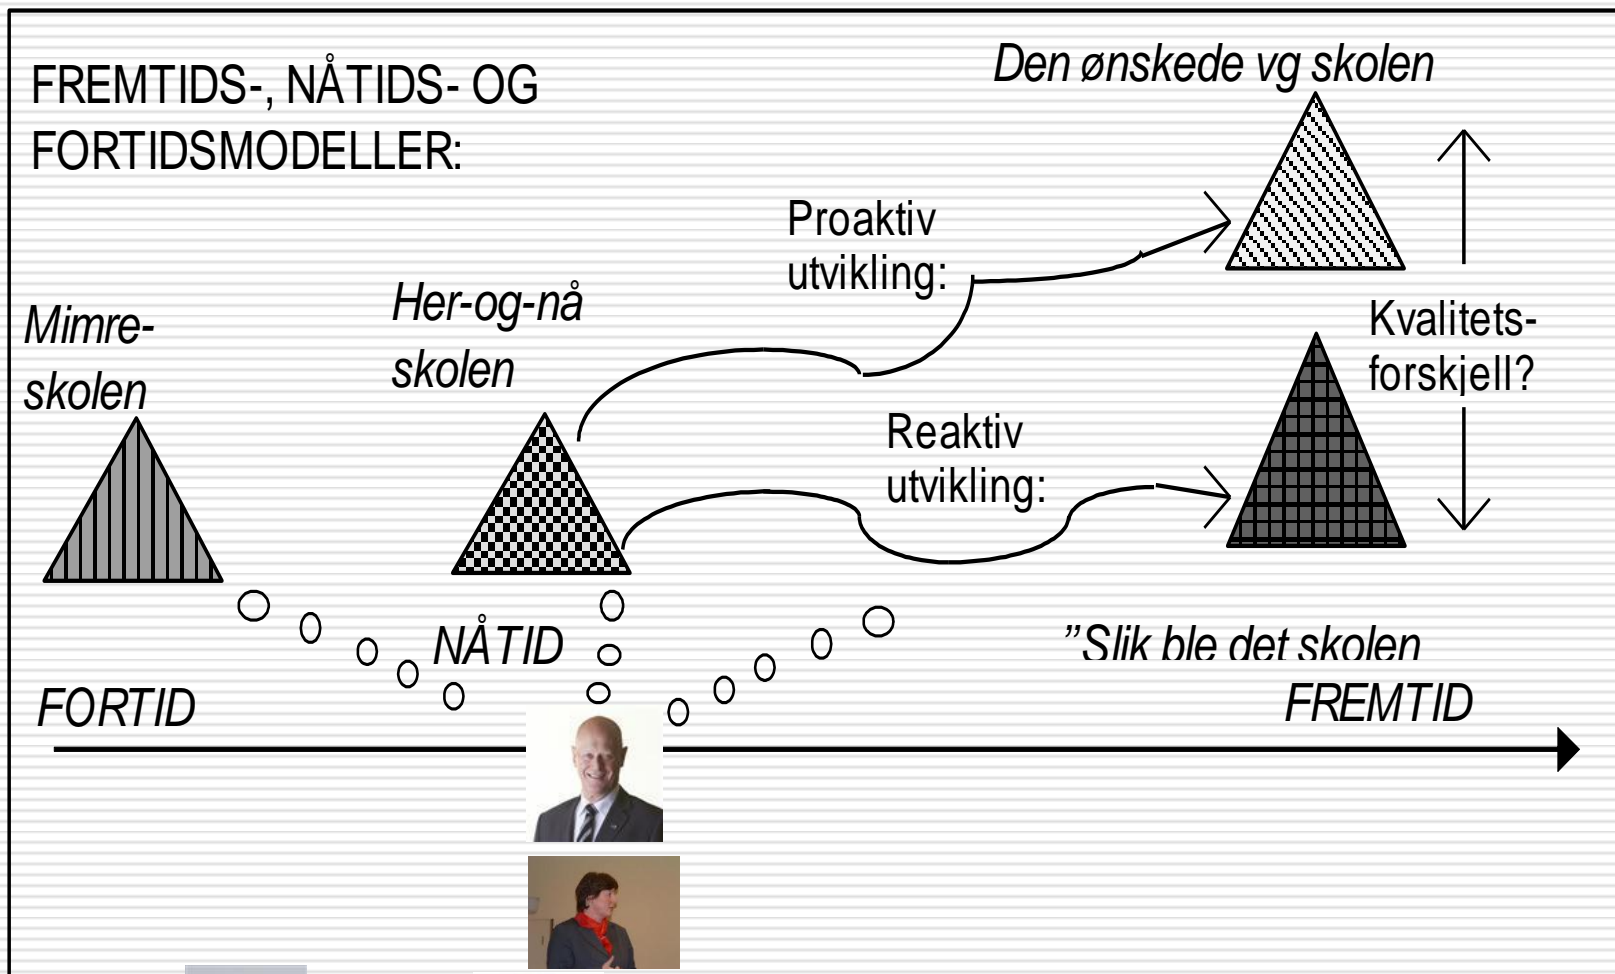 FREMTIDS-, NÅTIDS- OG
FORTIDSMODELLER:
Den ønskede vg skolen
Proaktiv
utvikling:
Mimre-
skolen
Her-og-nå
skolen
Kvalitets-
forskjell?
Reaktiv
utvikling:
NÅTID
”Slik ble det skolen
FORTID
FREMTID